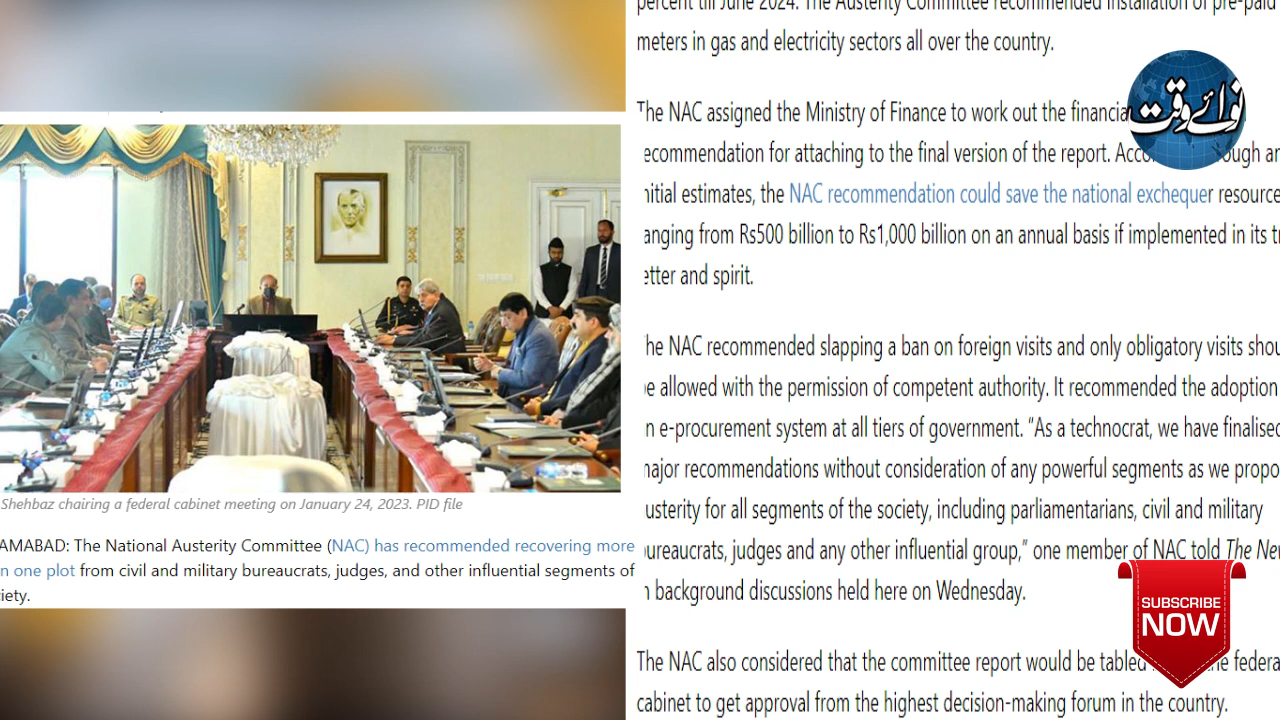 Shehbaz chairing a federal cabinet meeting on January 24, 2023. PID file
AMABAD: The National Austerity Committee (NAC) has recommended recovering more
n one plot from civil and military bureaucrats, judges, and other influential segments of
iety.
percent till June 2024. The Austerity Committee recommended installation of pre-paid
meters in gas and electricity sectors all over the country.
The NAC assigned the Ministry of Finance to work out the financia
ecommendation for attaching to the final version of the report. Acco ough an
nitial estimates, the NAC recommendation could save the national exchequer resource
anging from Rs500 billion to Rs1,000 billion on an annual basis if implemented in its tr
etter and spirit.
he NAC recommended slapping a ban on foreign visits and only obligatory visits shou
be allowed with the permission of competent authority. It recommended the adoption
n e-procurement system at all tiers of government. “As a technocrat, we have finalised
major recommendations without consideration of any powerful segments as we propo
usterity for all segments of the society, including parliamentarians, civil and military
bureaucrats, judges and any other influential group,” one member of NAC told The New
n background discussions held here on Wednesday.
The NAC also considered that the committee report would be tabled he federa
cabinet to get approval from the highest decision-making forum in the country.
نوائے وقت
SUBSCRIBE
NOW